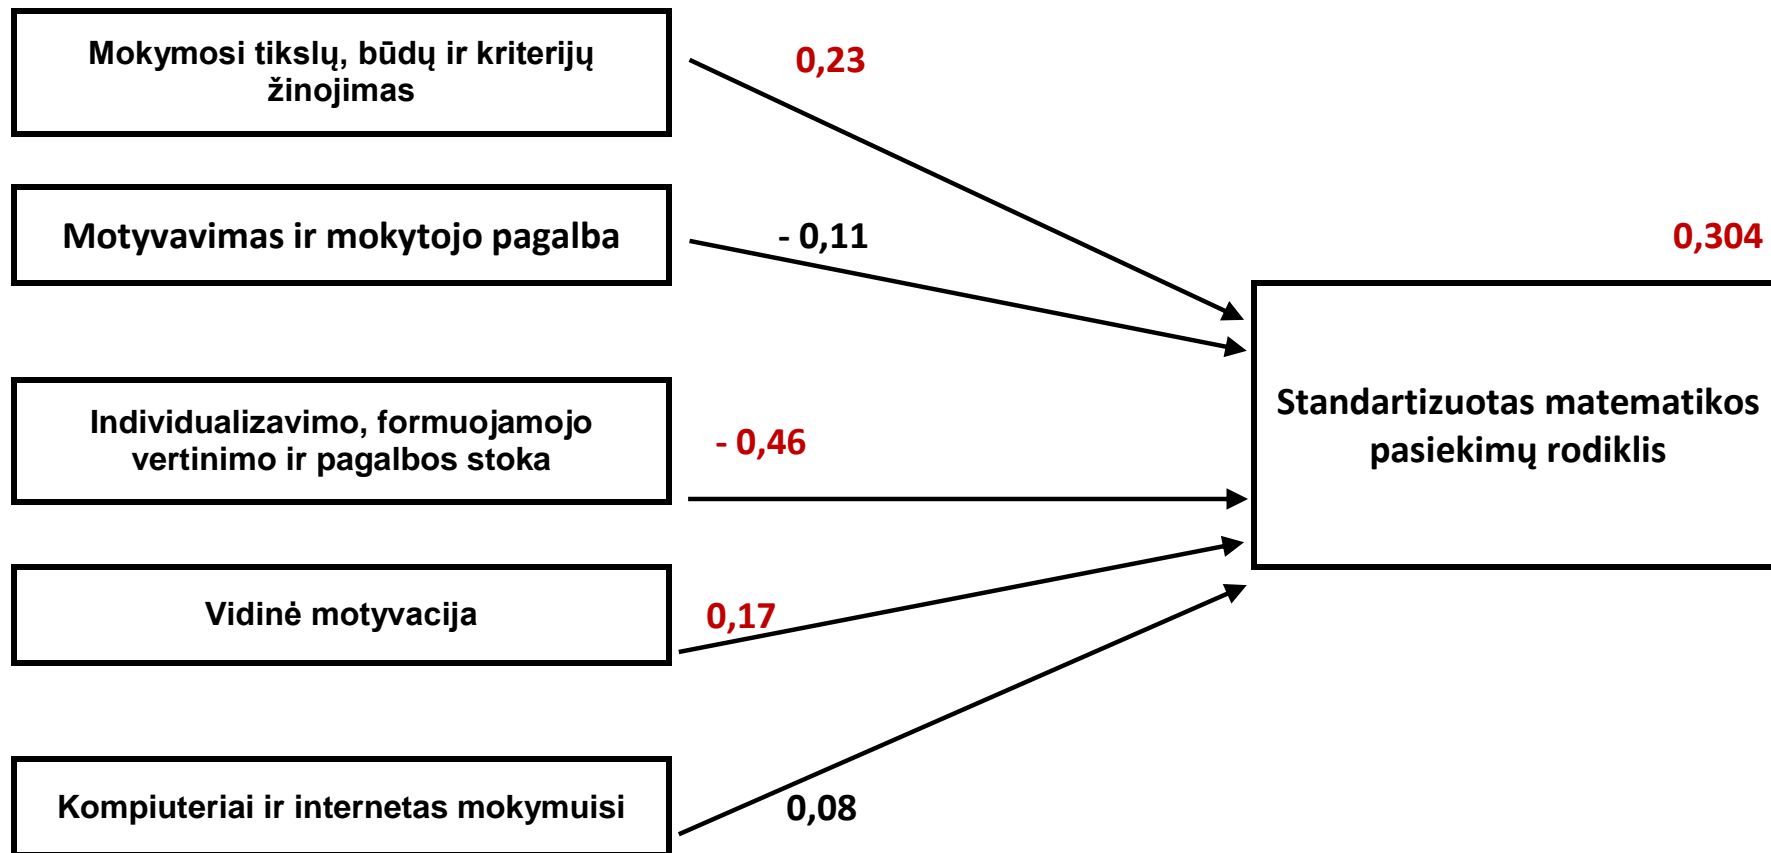 Mokymosi tikslų, būdų ir kriterijų
žinojimas
0,23
Motyvavimas ir mokytojo pagalba
- 0,11
0,304
Individualizavimo, formuojamojo
vertinimo ir pagalbos stoka
- 0,46
Standartizuotas matematikos
pasiekimų rodiklis
Vidinė motyvacija
0,17
Kompiuteriai ir internetas mokymuisi
0,08